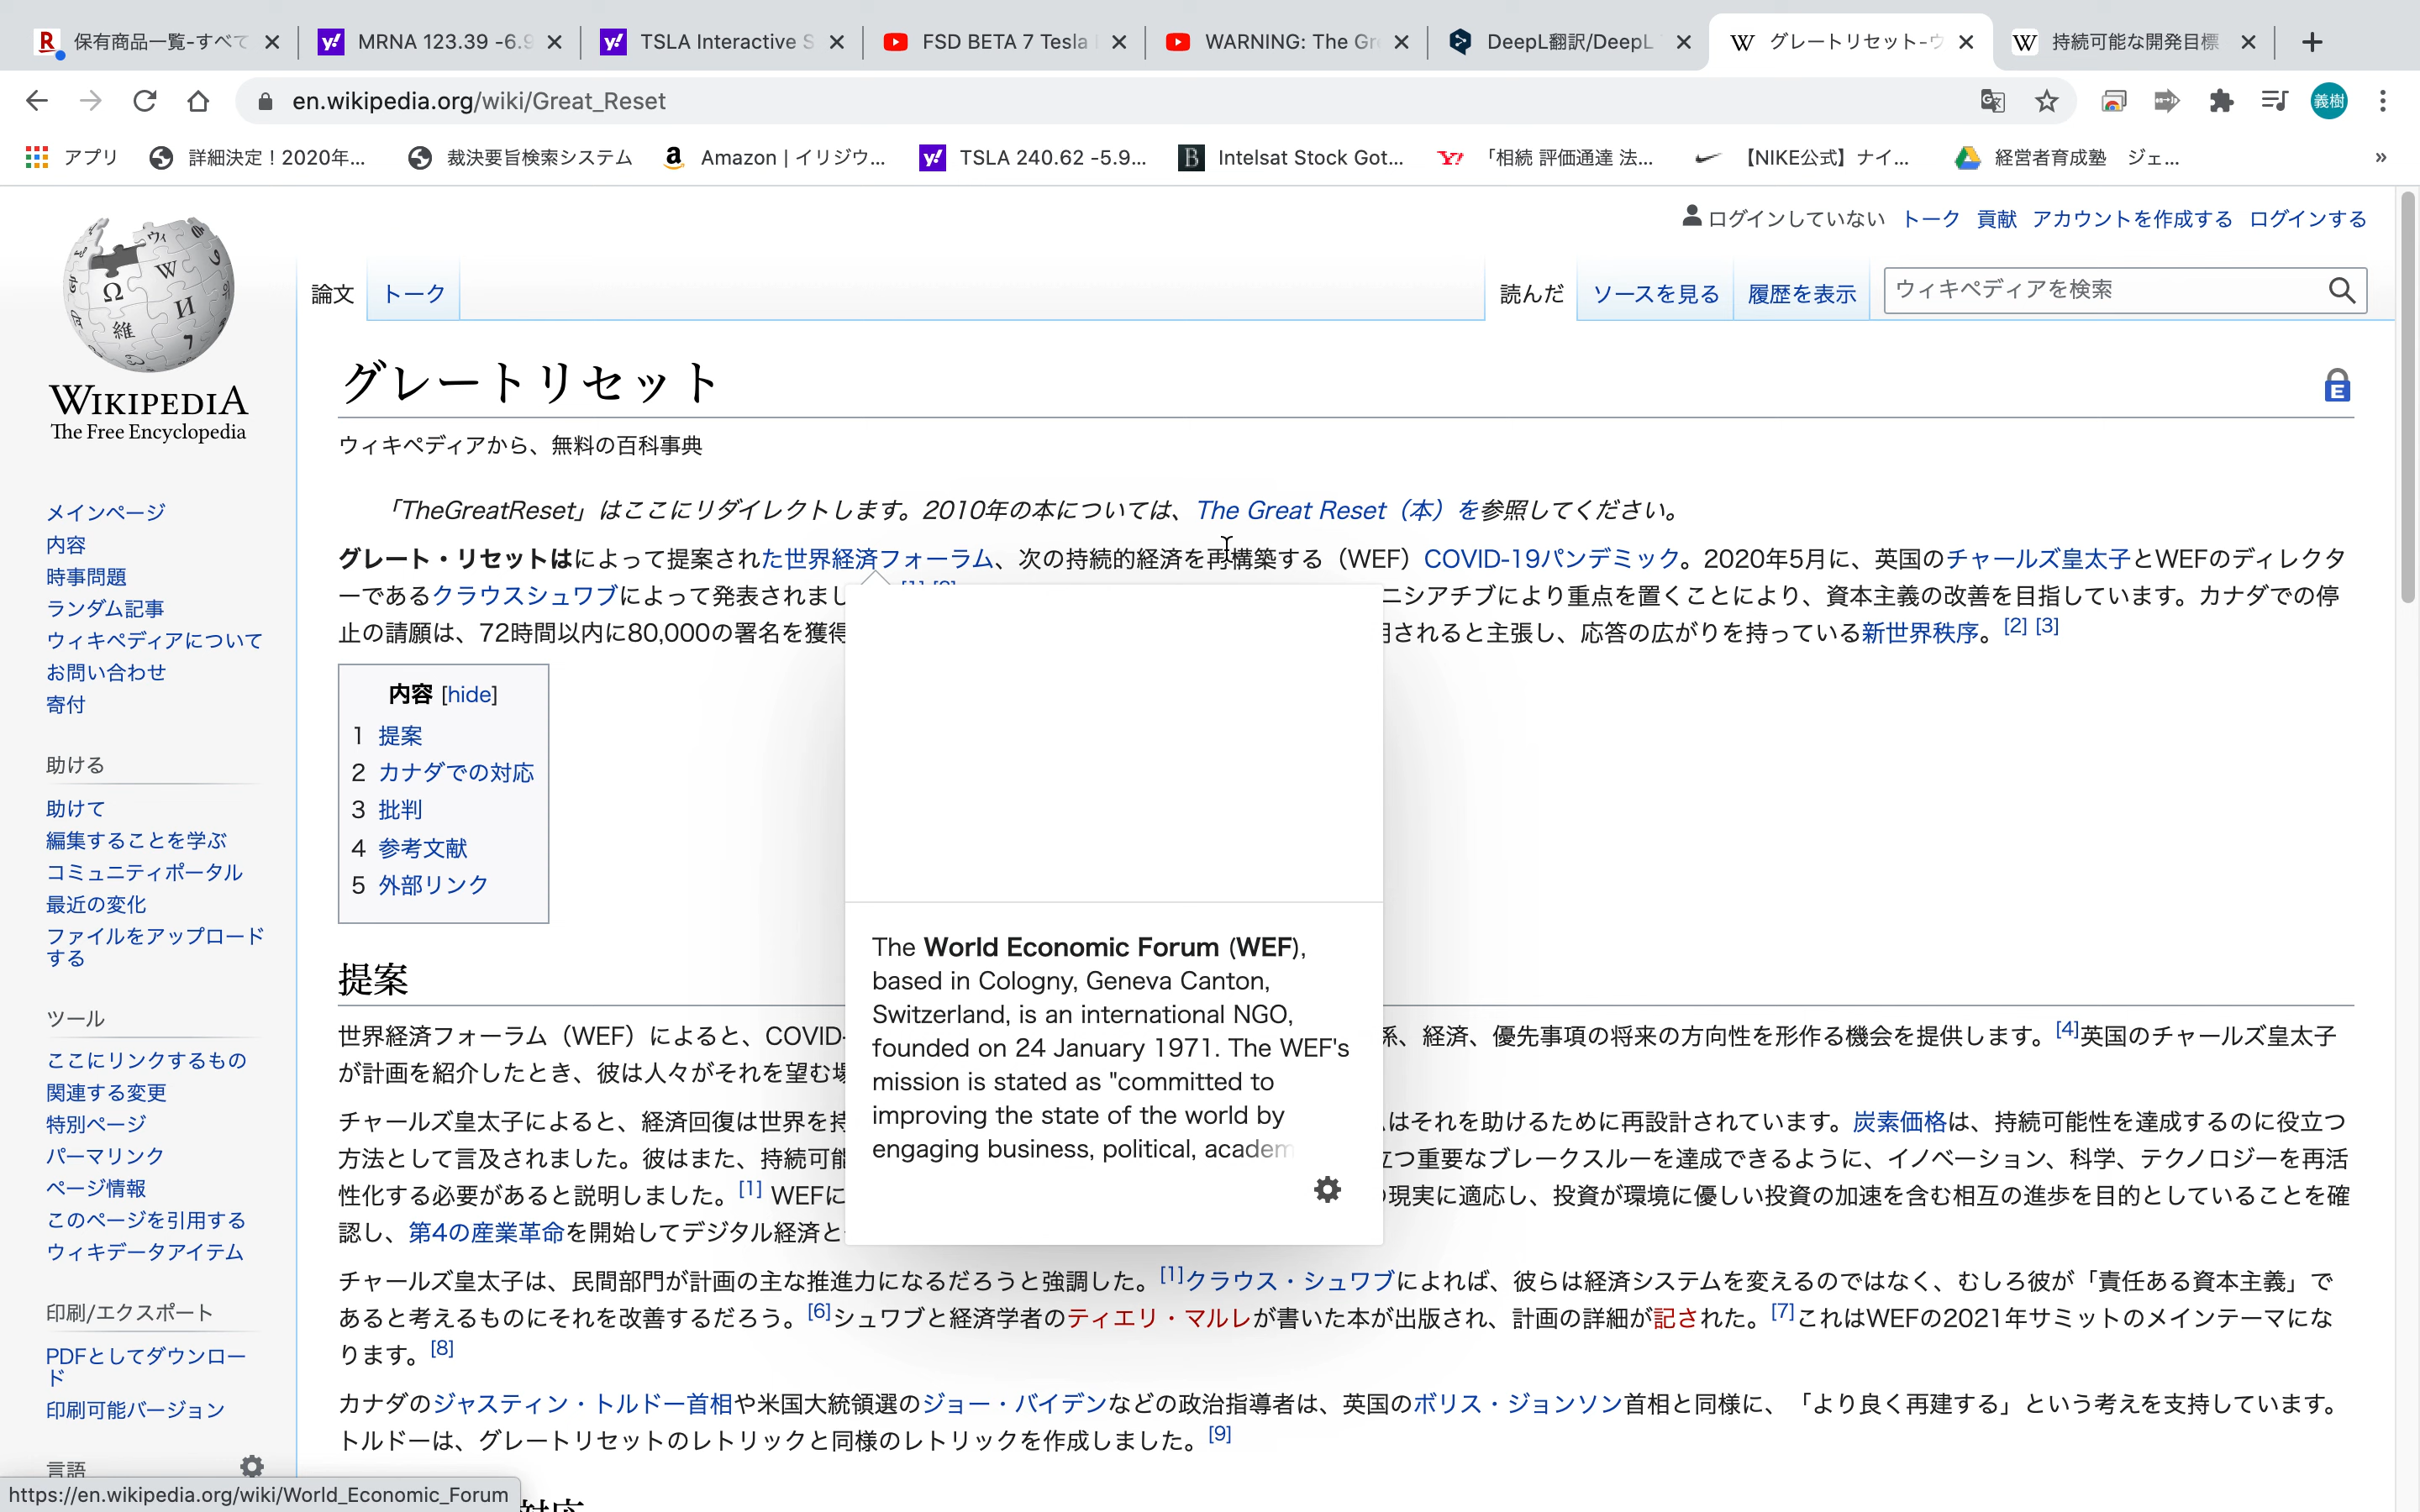 保有商品一覧-すべて
MRNA 123.39 -6.9
TSLA Interactive S
FSD BETA 7 Tesla
WARNING: The Gr
DeepL翻訳/DeepL
グレートリセット-ウ
持続可能な開発目標
en.wikipedia.org/wiki/Great_Reset
義樹
アプリ
詳細決定！2020年...
裁決要旨検索システム
Amazon | イリジウ...
TSLA 240.62 -5.9...
Intelsat Stock Got...
「相続 評価通達 法...
【NIKE公式】ナイ...
経営者育成塾 ジェ...
»
ログインしていない トーク 貢献 アカウントを作成する ログインする
論文 トーク
読んだ ソースを見る 履歴を表示 ウィキペディアを検索
WIKIPEDIA
The Free Encyclopedia
メインページ
内容
時事問題
ランダム記事
ウィキペディアについて
お問い合わせ
寄付
助ける
助けて
編集することを学ぶ
コミュニティポータル
最近の変化
ファイルをアップロード
する
ツール
ここにリンクするもの
関連する変更
特別ページ
パーマリンク
ページ情報
このページを引用する
ウィキデータアイテム
印刷/エクスポート
PDFとしてダウンロー
ド
印刷可能バージョン
言語
グレートリセット
ウィキペディアから、無料の百科事典
「TheGreatReset」はここにリダイレクトします。2010年の本については、The Great Reset（本）を参照してください。
グレート・リセットはによって提案された世界経済フォーラム、次の持続的経済を再構築する（WEF）COVID-19パンデミック。2020年5月に、英国のチャールズ皇太子とWEFのディレクタ
ーであるクラウスシュワブによって発表されまし
ニシアチブにより重点を置くことにより、資本主義の改善を目指しています。カナダでの停
止の請願は、72時間以内に80,000の署名を獲得
されると主張し、応答の広がりを持っている新世界秩序。[2] [3]
内容 [hide]
1 提案
2 カナダでの対応
3 批判
4 参考文献
5 外部リンク
提案
世界経済フォーラム（WEF）によると、COVID-
係、経済、優先事項の将来の方向性を形作る機会を提供します。[4]英国のチャールズ皇太子
が計画を紹介したとき、彼は人々がそれを望む場
チャールズ皇太子によると、経済回復は世界を持
はそれを助けるために再設計されています。炭素価格は、持続可能性を達成するのに役立つ
方法として言及されました。彼はまた、持続可能
立つ重要なブレークスルーを達成できるように、イノベーション、科学、テクノロジーを再活
性化する必要があると説明しました。[1] WEFに
現実に適応し、投資が環境に優しい投資の加速を含む相互の進歩を目的としていることを確
認し、第4の産業革命を開始してデジタル経済と
The World Economic Forum (WEF),
based in Cologny, Geneva Canton,
Switzerland, is an international NGO,
founded on 24 January 1971. The WEF's
mission is stated as "committed to
improving the state of the world by
engaging business, political, academ
チャールズ皇太子は、民間部門が計画の主な推進力になるだろうと強調した。[1]クラウス・シュワブによれば、彼らは経済システムを変えるのではなく、むしろ彼が「責任ある資本主義」で
あると考えるものにそれを改善するだろう。[6]シュワブと経済学者のティエリ・マルレが書いた本が出版され、計画の詳細が記された。[7]これはWEFの2021年サミットのメインテーマにな
ります。[8]
カナダのジャスティン・トルドー首相や米国大統領選のジョー・バイデンなどの政治指導者は、英国のボリス・ジョンソン首相と同様に、「より良く再建する」という考えを支持しています。
トルドーは、グレートリセットのレトリックと同様のレトリックを作成しました。[9]
https://en.wikipedia.org/wiki/World_Economic_Forum